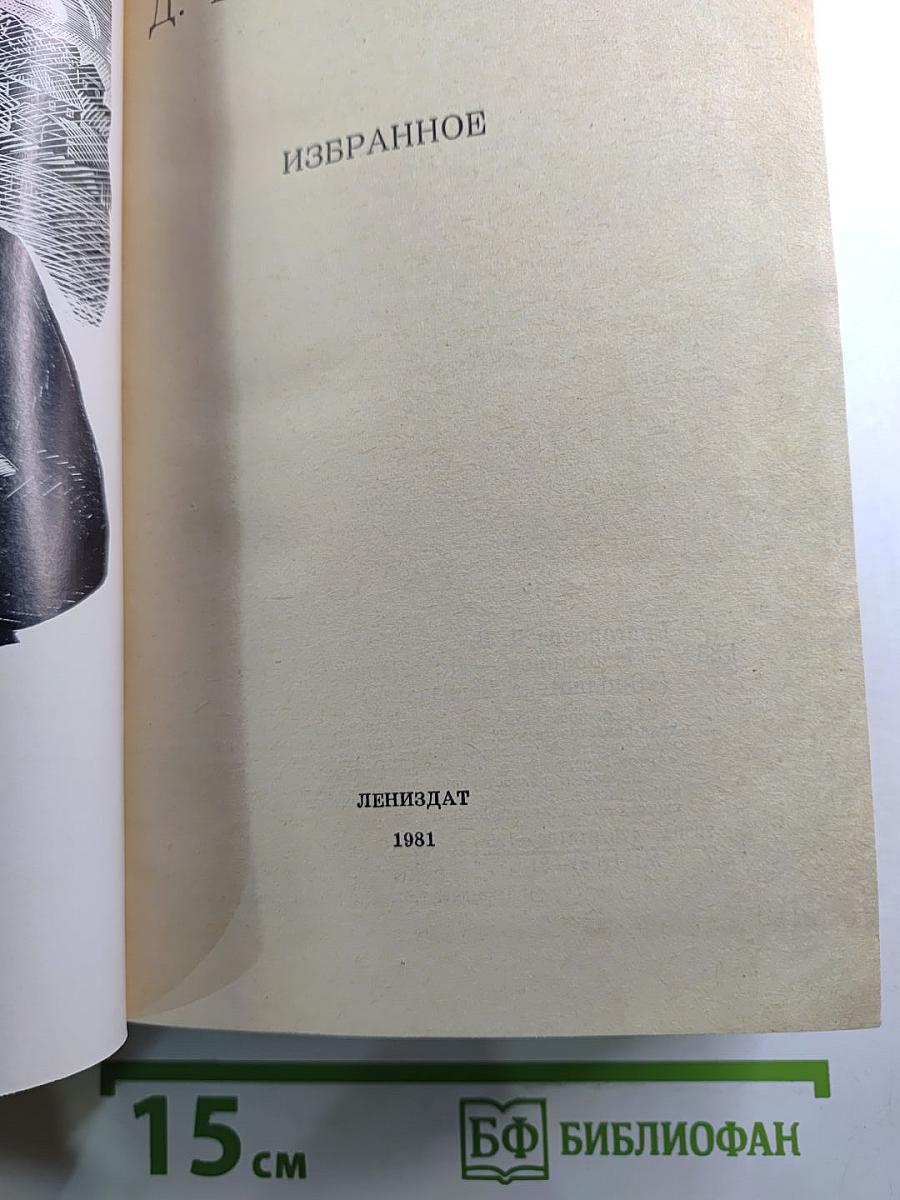 Д.
ИЗБРАННОЕ
ЛЕНИЗДАТ
1981
15 см
БФ БИБЛИОФАН